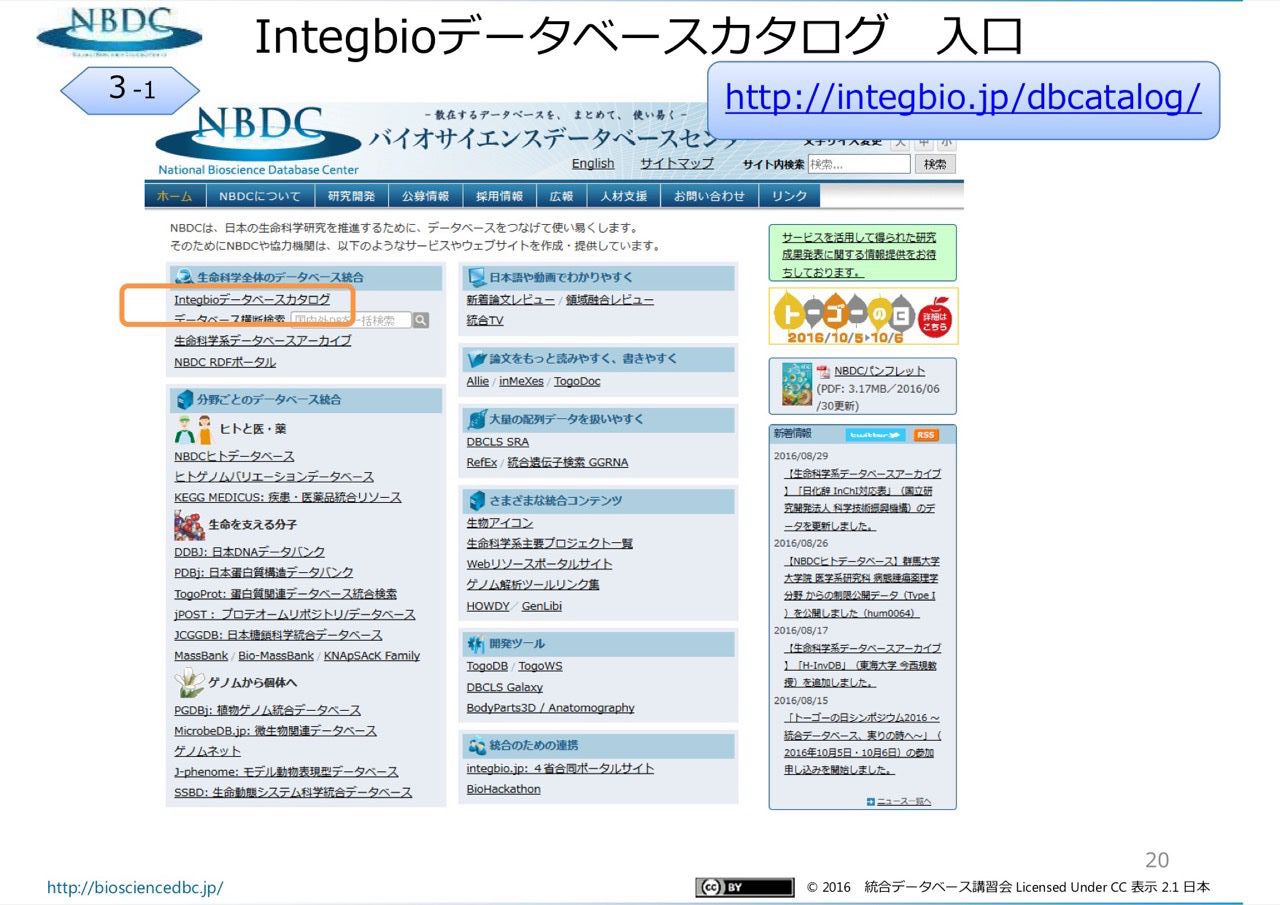 NBDC
Integbioデータベースカタログ　入口
3 -1
http://integbio.jp/dbcatalog/
NBDC
National Bioscience Database Center
－散在するデータベースを、まとめて、使い易く－
バイオサイエンスデータベースセン
English サイトマップ
文字サイズ変更 大 中 小
サイト内検索 検索... 検索
ホーム NBDCについて 研究開発 公募情報 採用情報 広報 人材支援 お問い合わせ リンク
NBDCは、日本の生命科学研究を推進するために、データベースをつなげて使い易くします。
そのためにNBDCや協力機関は、以下のようなサービスやウェブサイトを作成・提供しています。
生命科学全体のデータベース統合
Integbioデータベースカタログ
データベース横断検索 国内外DBを一括検索
生命科学系データベースアーカイブ
NBDC RDFポータル
分野ごとのデータベース統合
ヒトと医・薬
NBDCヒトデータベース
ヒトゲノムバリエーションデータベース
KEGG MEDICUS: 疾患・医薬品統合リソース
生命を支える分子
DDBJ: 日本DNAデータバンク
PDBj: 日本蛋白質構造データバンク
TogoProt: 蛋白質関連データベース統合検索
jPOST： プロテオームリポジトリ/データベース
JCGGDB: 日本糖鎖科学統合データベース
MassBank / Bio-MassBank / KNApSAcK Family
ゲノムから個体へ
PGDBj: 植物ゲノム統合データベース
MicrobeDB.jp: 微生物関連データベース
ゲノムネット
J-phenome: モデル動物表現型データベース
SSBD: 生命動態システム科学統合データベース
日本語や動画でわかりやすく
新着論文レビュー / 領域融合レビュー
統合TV
論文をもっと読みやすく、書きやすく
Allie / inMeXes / TogoDoc
大量の配列データを扱いやすく
DBCLS SRA
RefEx / 統合遺伝子検索 GGRNA
さまざまな統合コンテンツ
生物アイコン
生命科学系主要プロジェクト一覧
Webリソースポータルサイト
ゲノム解析ツールリンク集
HOWDY / GenLibi
開発ツール
TogoDB / TogoWS
DBCLS Galaxy
BodyParts3D / Anatomography
統合のための連携
integbio.jp: ４省合同ポータルサイト
BioHackathon
サービスを活用して得られた研究
成果発表に関する情報提供をお待
ちしております。
トーゴーの日
詳細は
こちら
2016/10/5▸10/6
NBDCパンフレット
(PDF: 3.17MB／2016/06
/30更新)
新着情報 twitter RSS
2016/08/29
【生命科学系データベースアーカイブ
】「日化辞 InChI対応表」（国立研
究開発法人 科学技術振興機構）のデ
ータを更新しました。
2016/08/26
【NBDCヒトデータベース】群馬大学
大学院 医学系研究科 病態腫瘍薬理学
分野 からの制限公開データ（Type I
）を公開しました（hum0064）
2016/08/17
【生命科学系データベースアーカイブ
】「H-InvDB」（東海大学 今西規教
授）を追加しました。
2016/08/15
「トーゴーの日シンポジウム2016 ～
統合データベース、実りの時へ～」（
2016年10月5日・10月6日）の参加
申し込みを開始しました。
ニュース一覧へ
20
http://biosciencedbc.jp/
cc BY © 2016　統合データベース講習会 Licensed Under CC 表示 2.1 日本